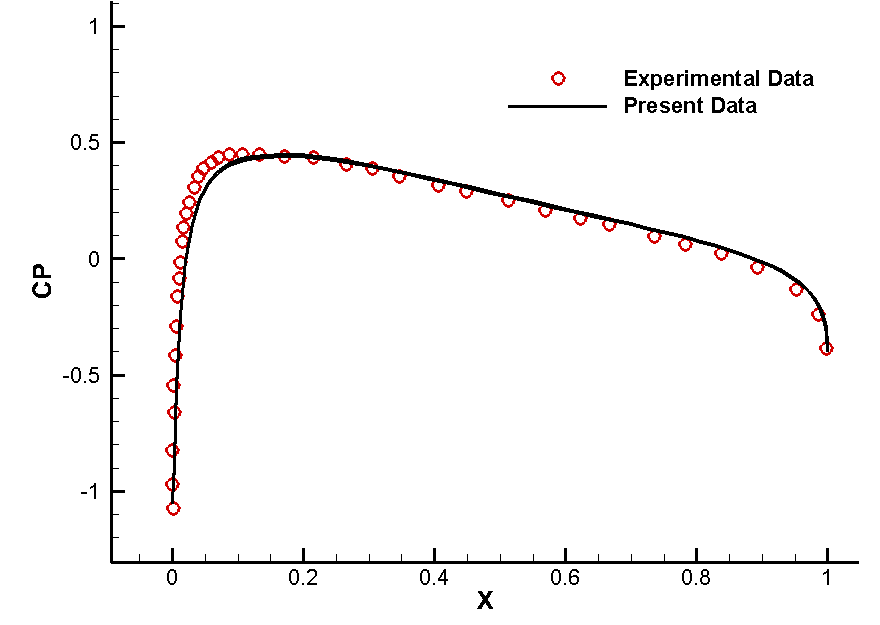 1
Experimental Data
Present Data
0.5
0
CP
-0.5
-1
0 0.2 0.4 0.6 0.8 1
X